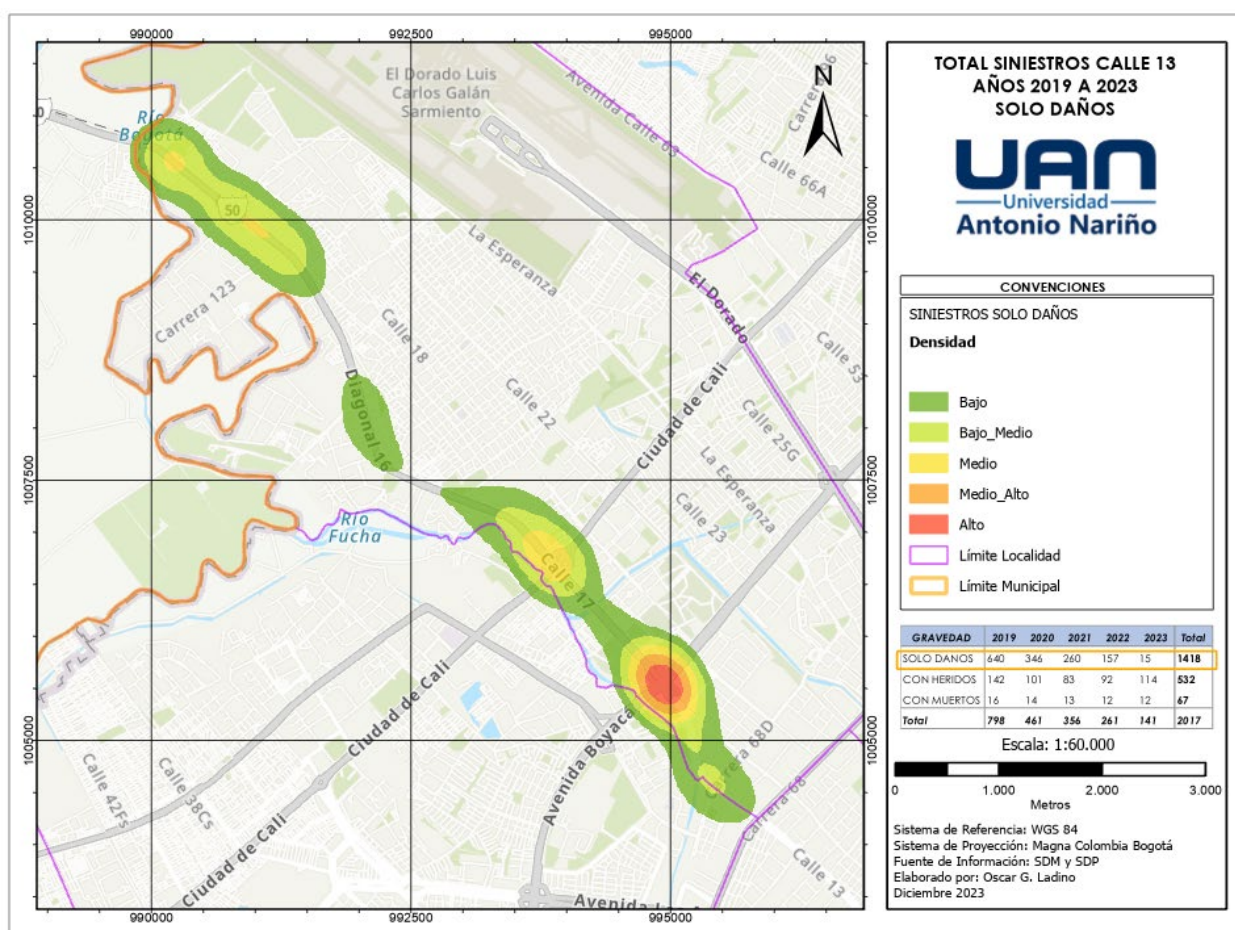 990000
992500
995000
1010000
1007500
1005000
1010000
1007500
1005000
990000
992500
995000
El Dorado Luis
Carlos Galán
Sarmiento
Avenida Calle 63
Calle 66A
N
Río
Bogotá
50
La Esperanza
El Dorado
Carrera 123
Calle 18
Calle 53
Diagonal 16
Calle 22
Ciudad de Cali
Calle 25G
La Esperanza
Calle 23
Río
Fucha
Calle 17
Ciudad de Cali
Avenida Boyacá
Carrera 68D
Carrera 68
Calle 42Fs
Calle 38Cs
Ciudad de Cali
Calle 13
TOTAL SINIESTROS CALLE 13
AÑOS 2019 A 2023
SOLO DAÑOS
UAN
Universidad
Antonio Nariño
CONVENCIONES
SINIESTROS SOLO DAÑOS
Densidad
Bajo
Bajo_Medio
Medio
Medio_Alto
Alto
Límite Localidad
Límite Municipal
GRAVEDAD 2019 2020 2021 2022 2023 Total
SOLO DANOS 640 346 260 157 15 1418
CON HERIDOS 142 101 83 92 114 532
CON MUERTOS 16 14 13 12 12 67
Total 798 461 356 261 141 2017
Escala: 1:60.000
0 1.000 2.000 3.000
Metros
Sistema de Referencia: WGS 84
Sistema de Proyección: Magna Colombia Bogotá
Fuente de Información: SDM y SDP
Elaborado por: Oscar G. Ladino
Diciembre 2023